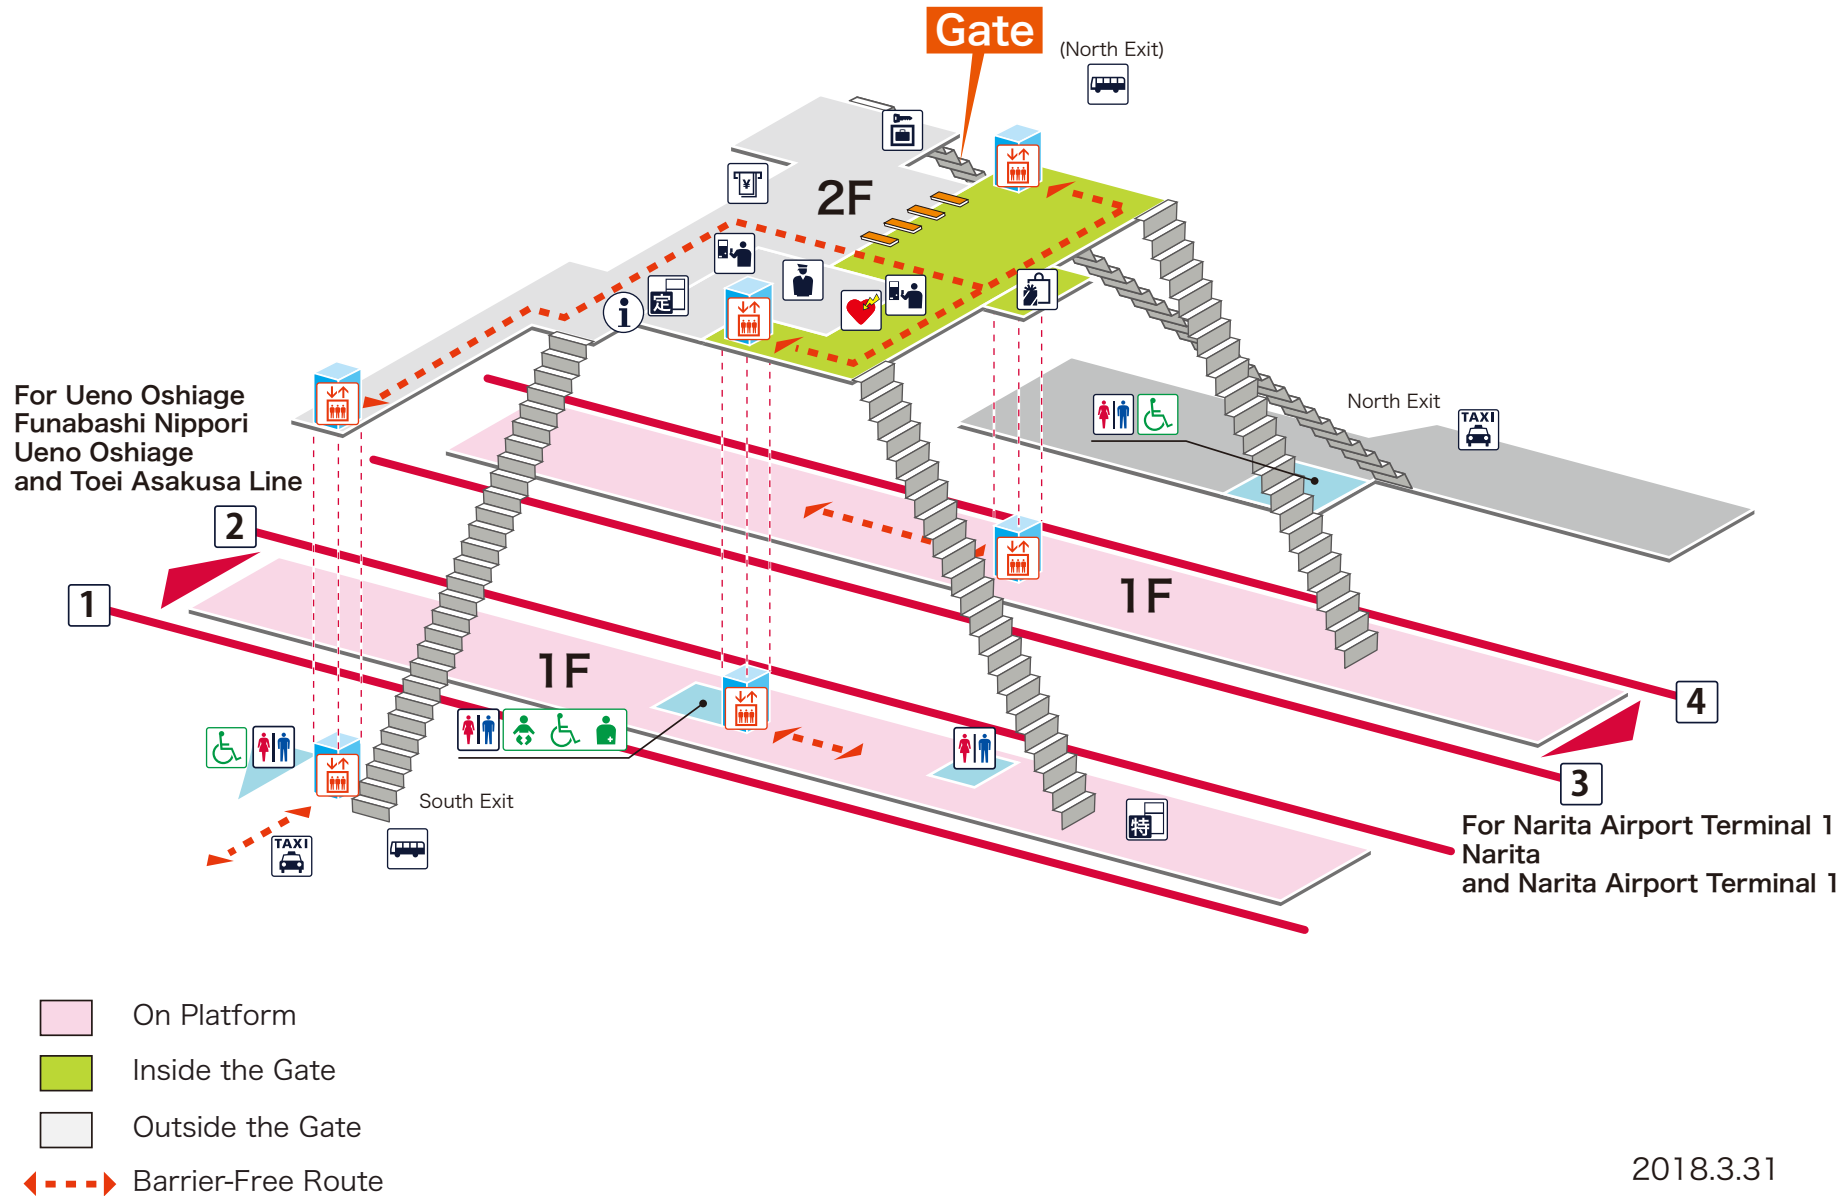 Gate
(North Exit)
2F
¥
定
i
For Ueno Oshiage
Funabashi Nippori
Ueno Oshiage
and Toei Asakusa Line
North Exit
TAXI
2
1
1F
1F
4
3
South Exit
TAXI
特
For Narita Airport Terminal 1
Narita
and Narita Airport Terminal 1
On Platform
Inside the Gate
Outside the Gate
Barrier-Free Route
2018.3.31